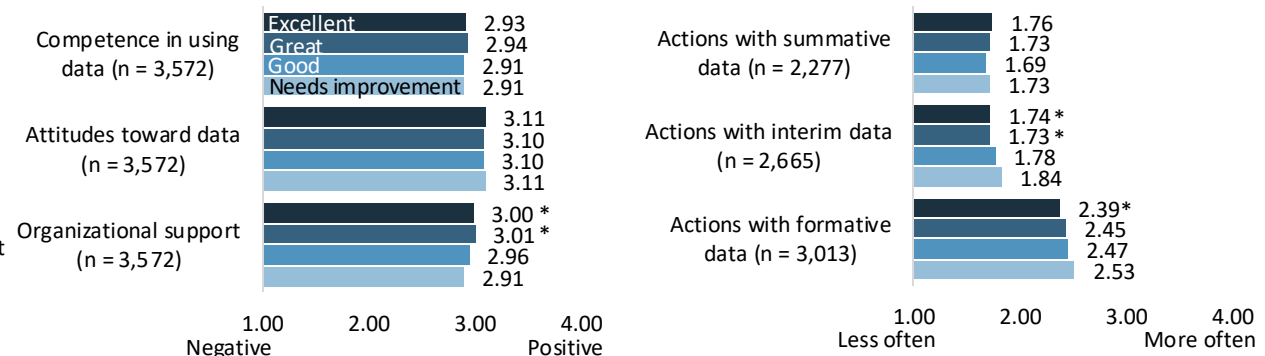 Competence in using
data (n = 3,572)
Excellent 2.93
Great 2.94
Good 2.91
Needs improvement 2.91
Attitudes toward data
(n = 3,572)
3.11
3.10
3.10
3.11
Organizational support
(n = 3,572)
3.00 *
3.01 *
2.96
2.91
t
1.00 2.00 3.00 4.00
Negative Positive
Actions with summative
data (n = 2,277)
1.76
1.73
1.69
1.73
Actions with interim data
(n = 2,665)
1.74 *
1.73 *
1.78
1.84
Actions with formative
data (n = 3,013)
2.39*
2.45
2.47
2.53
1.00 2.00 3.00 4.00
Less often More often